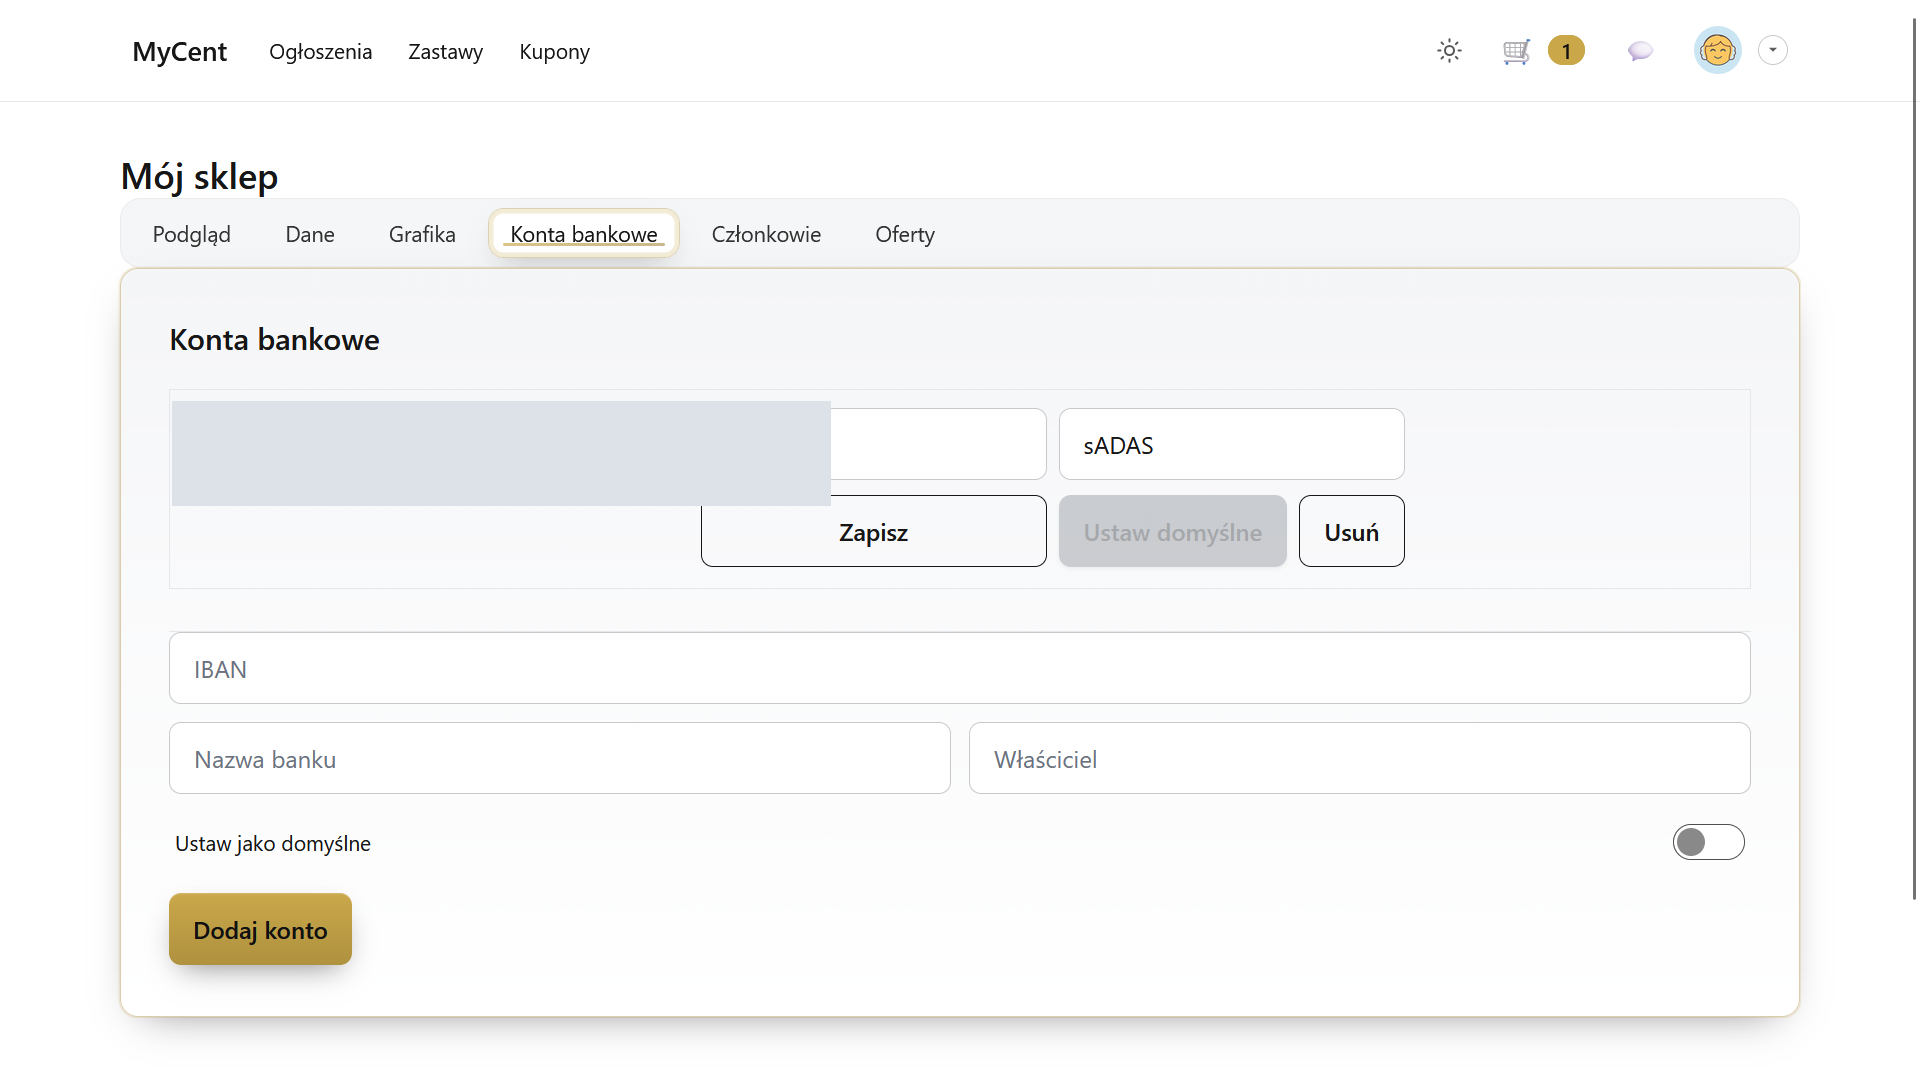 MyCent Ogłoszenia Zastawy Kupony 1
Mój sklep
Podgląd Dane Grafika Konta bankowe Członkowie Oferty
Konta bankowe
sADAS
Zapisz Ustaw domyślne Usuń
IBAN
Nazwa banku Właściciel
Ustaw jako domyślne
Dodaj konto